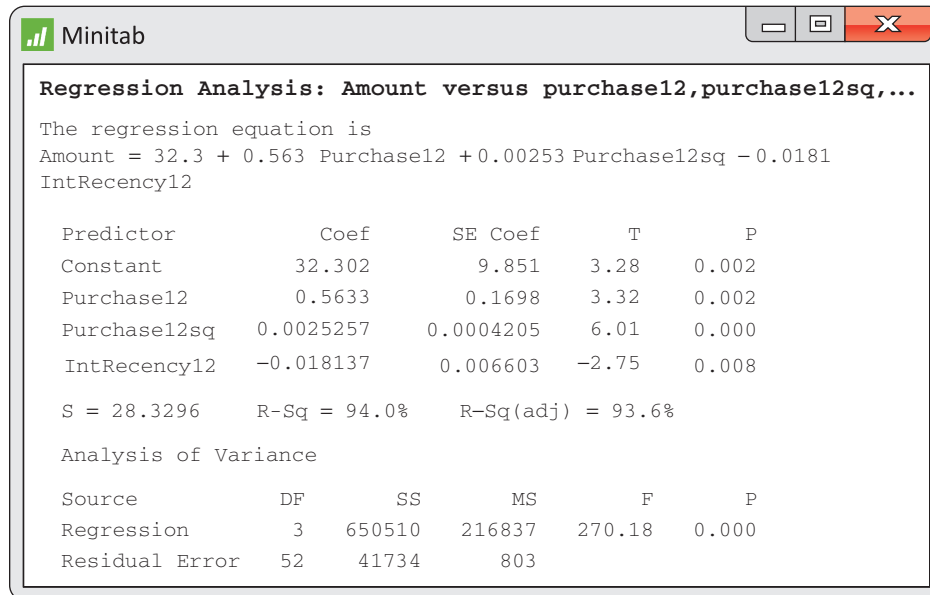 Minitab
Regression Analysis: Amount versus purchase12,purchase12sq,...
The regression equation is
Amount = 32.3 + 0.563 Purchase12 + 0.00253 Purchase12sq − 0.0181
IntRecency12
Predictor Coef SE Coef T P
Constant 32.302 9.851 3.28 0.002
Purchase12 0.5633 0.1698 3.32 0.002
Purchase12sq 0.0025257 0.0004205 6.01 0.000
IntRecency12 −0.018137 0.006603 −2.75 0.008
S = 28.3296 R-Sq = 94.0% R−Sq(adj) = 93.6%
Analysis of Variance
Source DF SS MS F P
Regression 3 650510 216837 270.18 0.000
Residual Error 52 41734 803